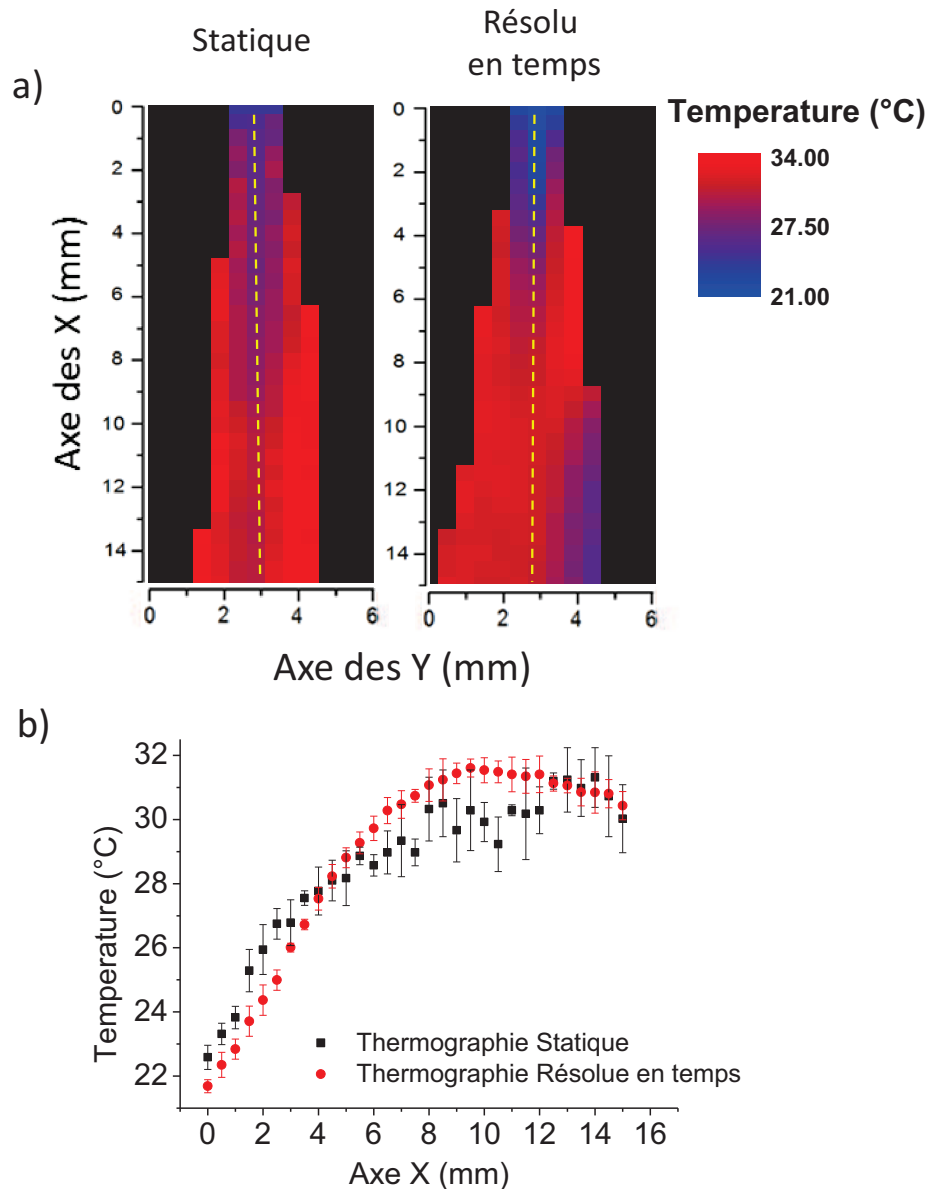 Statique
Résolu
en temps
a)
Temperature (°C)
34.00
27.50
21.00
0
2
4
6
8
10
12
14
Axe des X (mm)
0
2
4
6
8
10
12
14
0 2 4 6
0 2 4 6
Axe des Y (mm)
b)
32
30
28
26
24
22
Temperature (°C)
Thermographie Statique
Thermographie Résolue en temps
0 2 4 6 8 10 12 14 16
Axe X (mm)